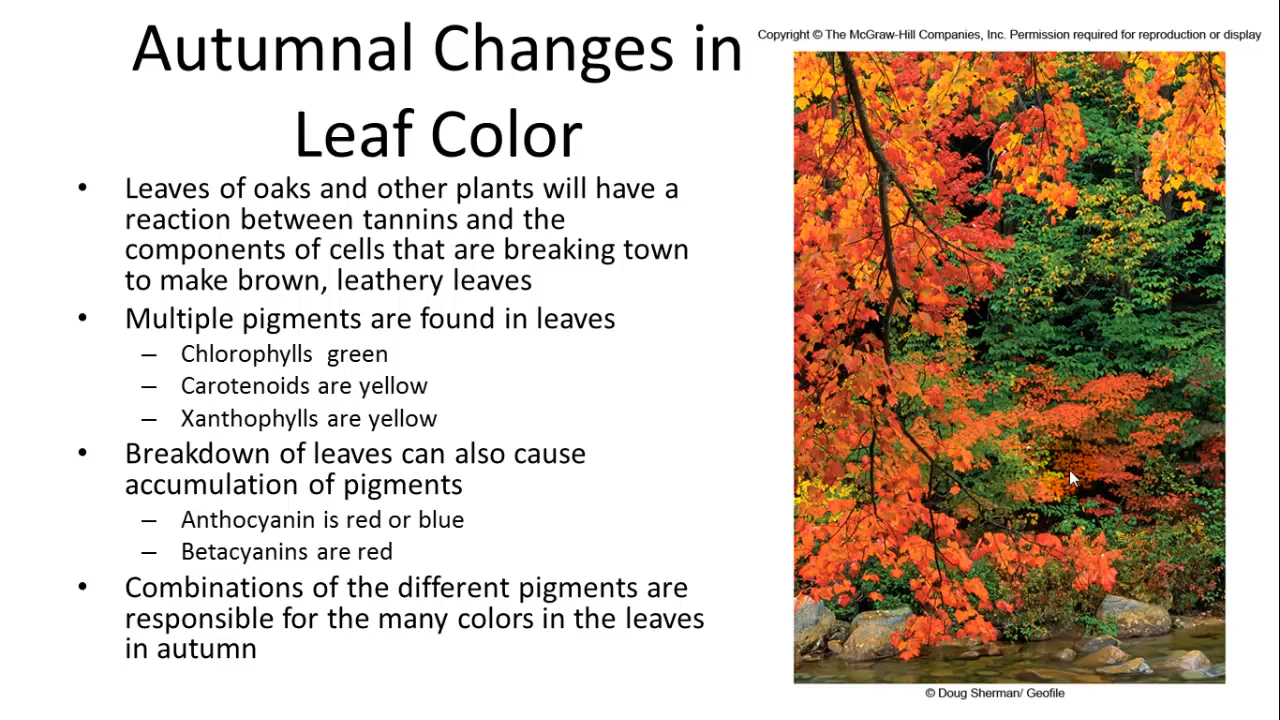 Autumnal Changes in
Leaf Color
Copyright © The McGraw-Hill Companies, Inc. Permission required for reproduction or display
• Leaves of oaks and other plants will have a
reaction between tannins and the
components of cells that are breaking town
to make brown, leathery leaves
• Multiple pigments are found in leaves
– Chlorophylls green
– Carotenoids are yellow
– Xanthophylls are yellow
• Breakdown of leaves can also cause
accumulation of pigments
– Anthocyanin is red or blue
– Betacyanins are red
• Combinations of the different pigments are
responsible for the many colors in the leaves
in autumn
© Doug Sherman/ Geofile